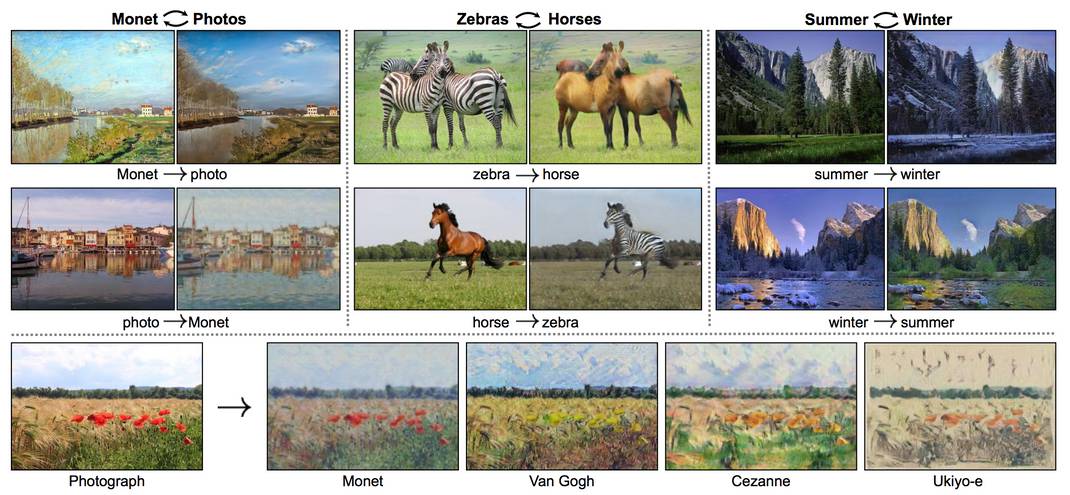 Monet ⇄ Photos
Zebras ⇄ Horses
Summer ⇄ Winter
Monet → photo
zebra → horse
summer → winter
photo → Monet
horse → zebra
winter → summer
Photograph
Monet
Van Gogh
Cezanne
Ukiyo-e